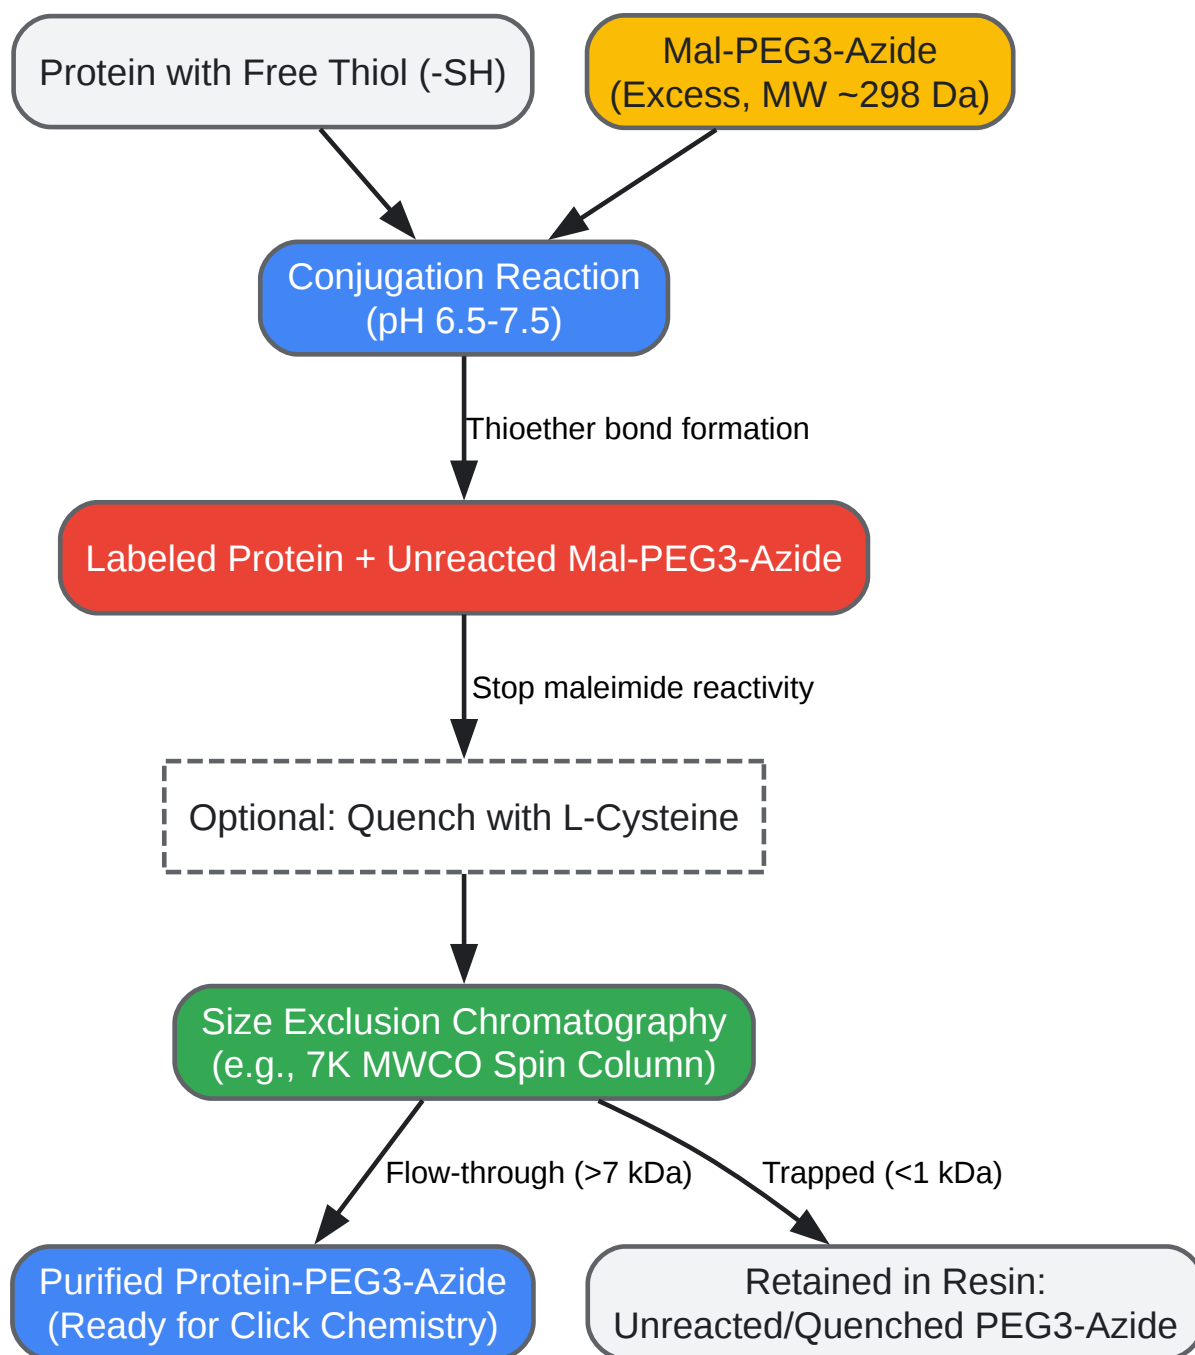 Protein with Free Thiol (-SH)
Mal-PEG3-Azide
(Excess, MW ~298 Da)
Conjugation Reaction
(pH 6.5-7.5)
Thioether bond formation
Labeled Protein + Unreacted Mal-PEG3-Azide
Stop maleimide reactivity
Optional: Quench with L-Cysteine
Size Exclusion Chromatography
(e.g., 7K MWCO Spin Column)
Flow-through (>7 kDa)
Trapped (<1 kDa)
Purified Protein-PEG3-Azide
(Ready for Click Chemistry)
Retained in Resin:
Unreacted/Quenched PEG3-Azide